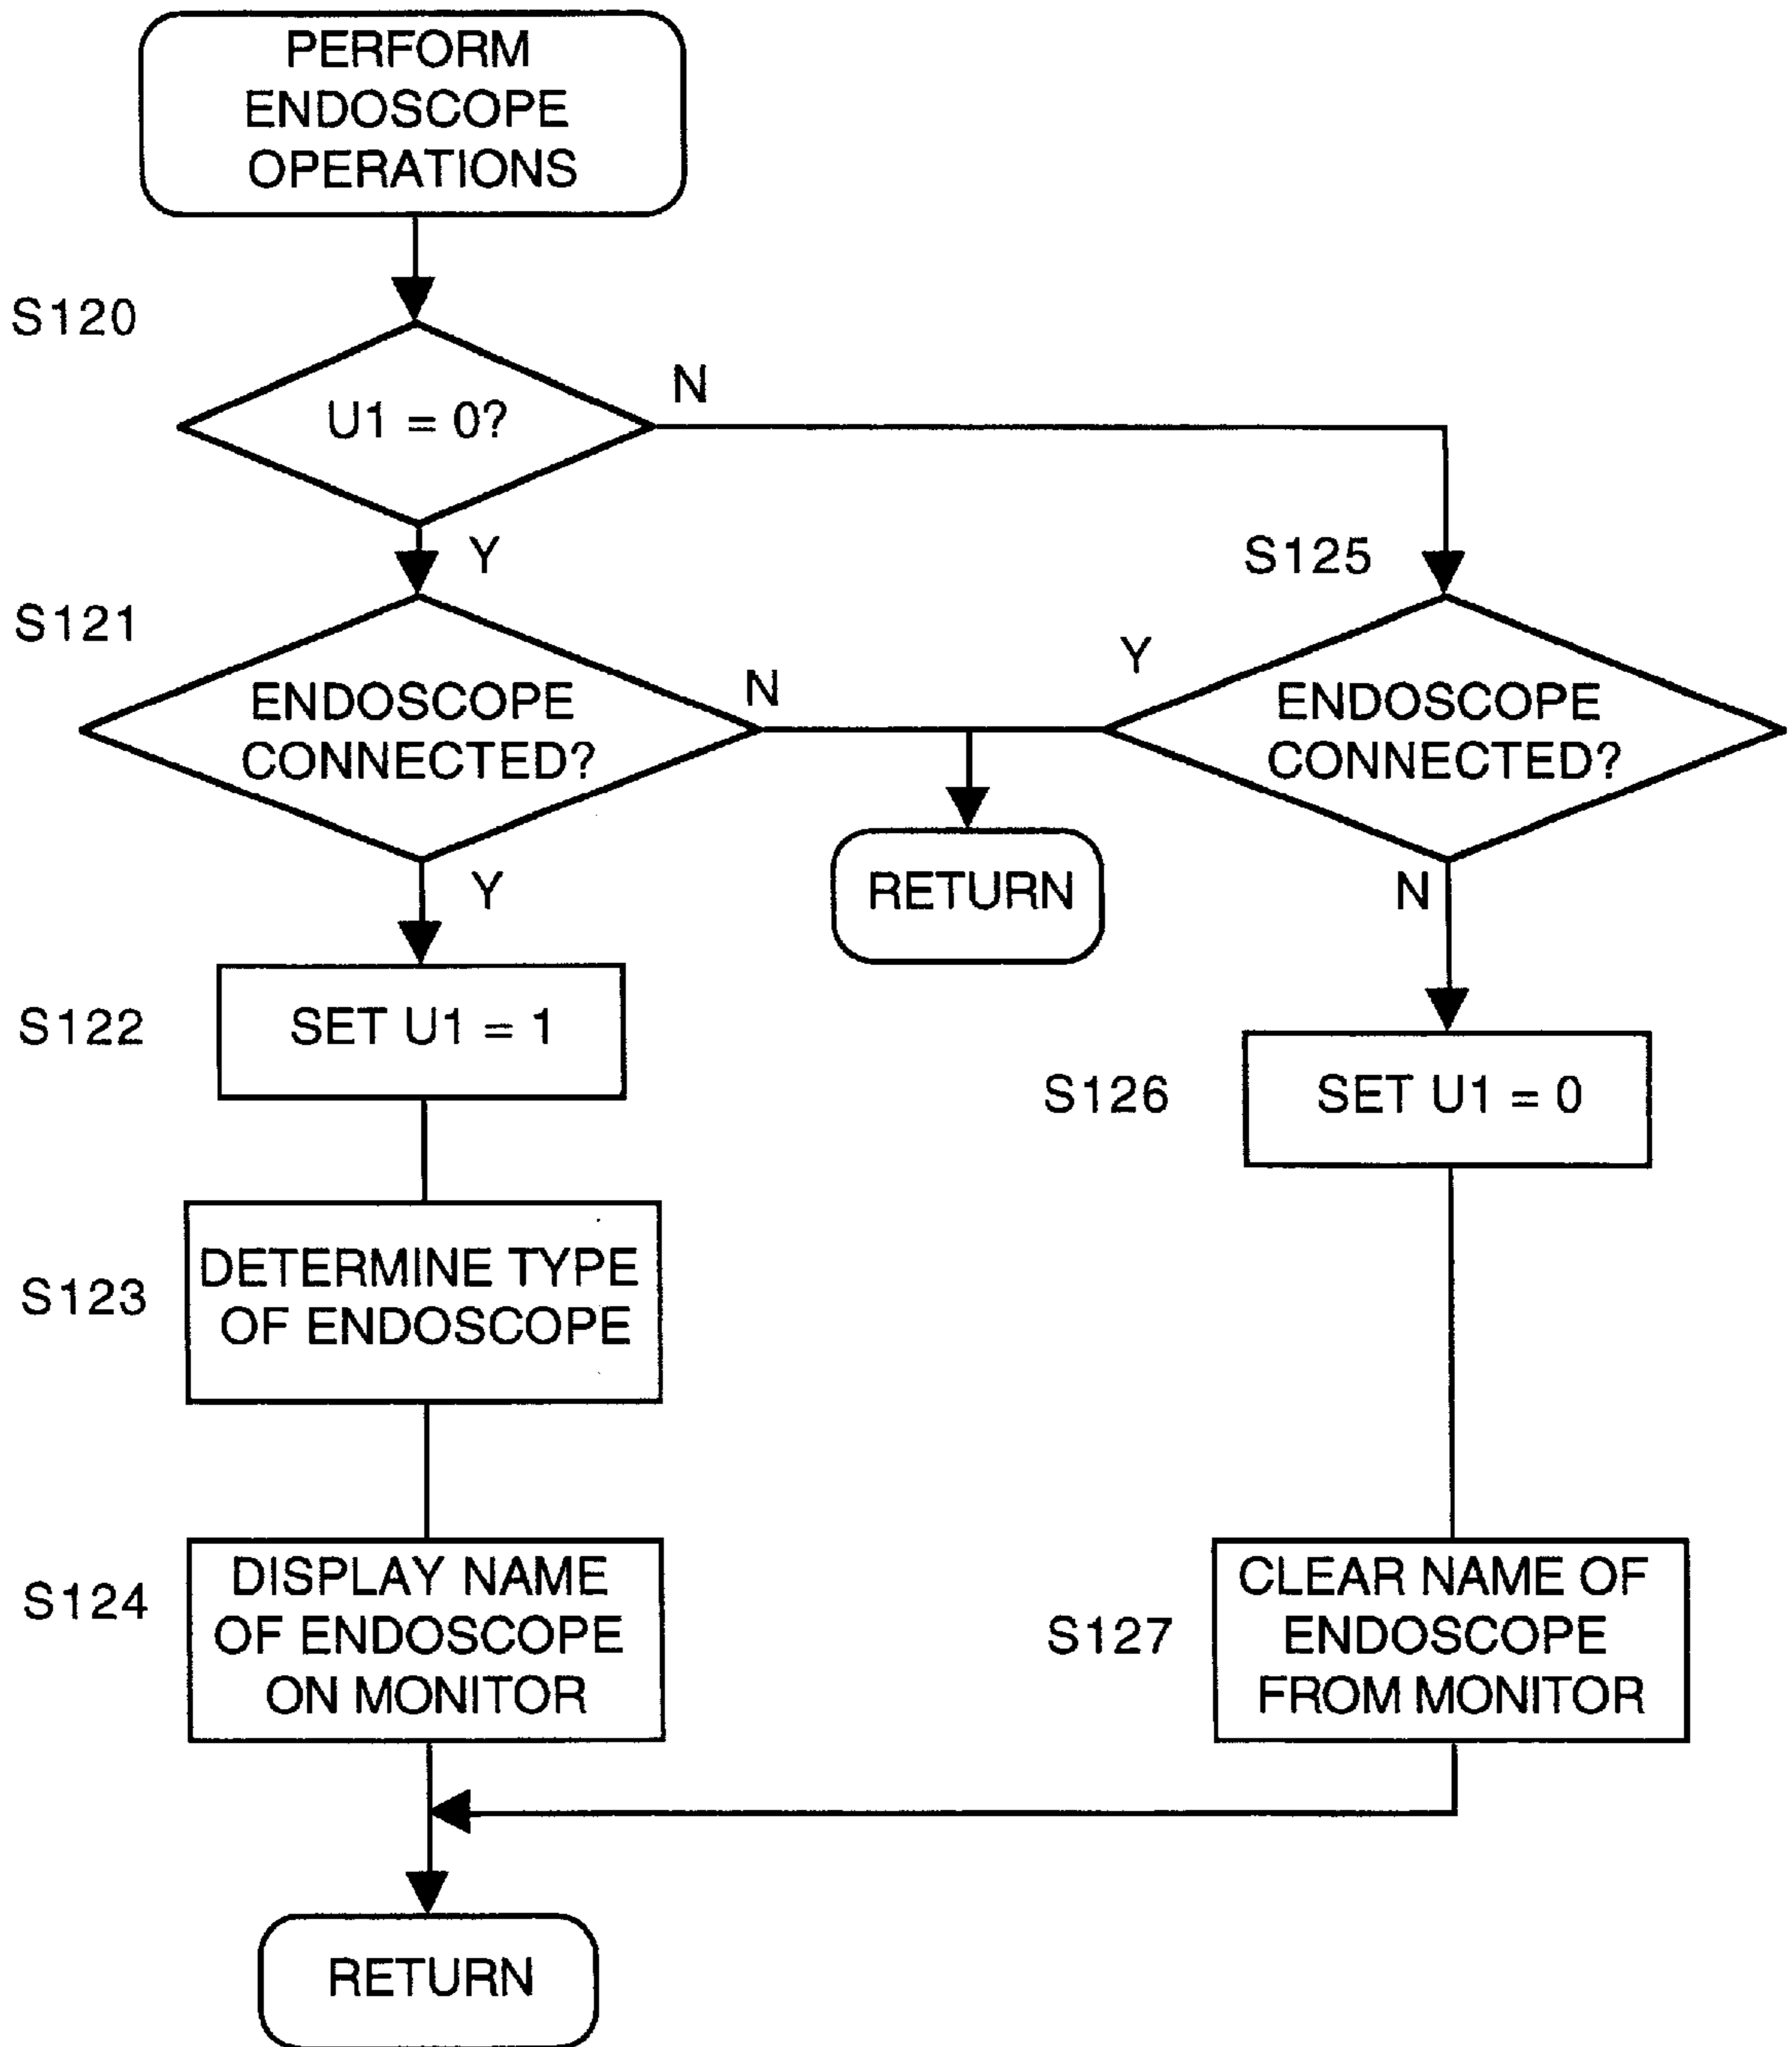 PERFORM
ENDOSCOPE
OPERATIONS
S120
U1 = 0?
N
Y
S121
ENDOSCOPE
CONNECTED?
N
Y
S125
Y
ENDOSCOPE
CONNECTED?
N
RETURN
S122
SET U1 = 1
S126
SET U1 = 0
S123
DETERMINE TYPE
OF ENDOSCOPE
S124
DISPLAY NAME
OF ENDOSCOPE
ON MONITOR
S127
CLEAR NAME OF
ENDOSCOPE
FROM MONITOR
RETURN